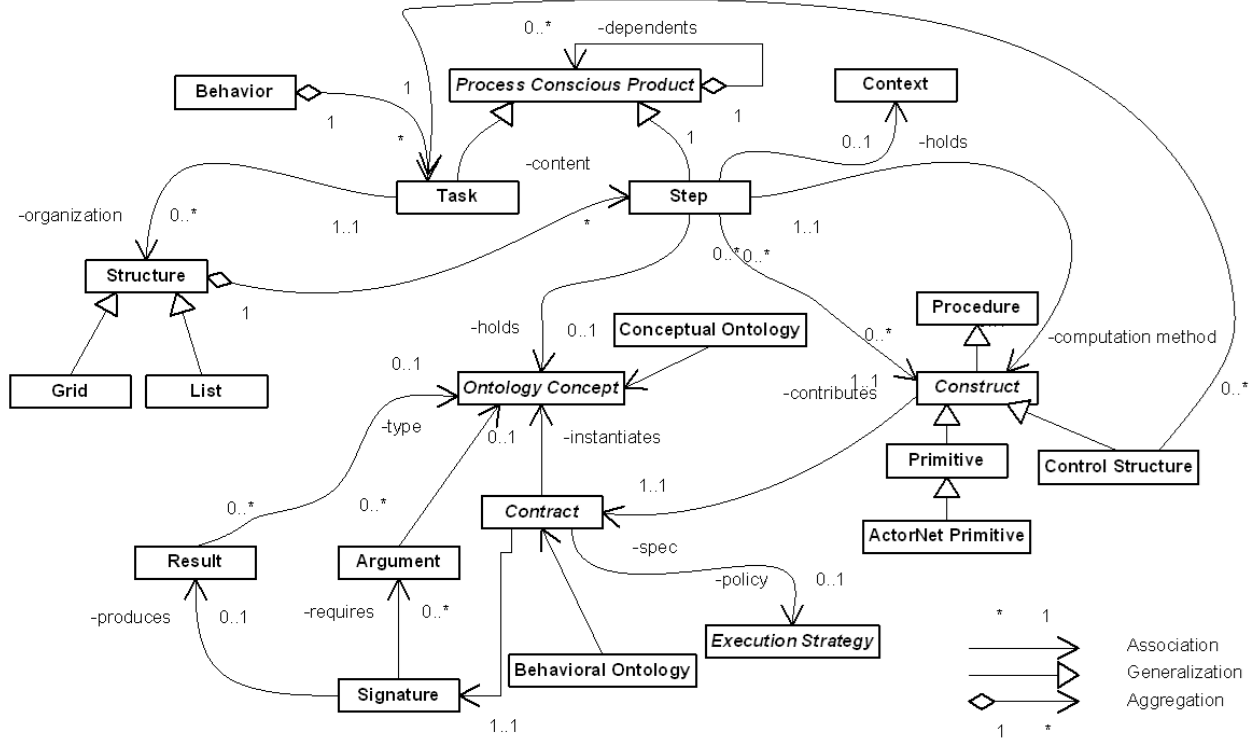 0..*
-dependents
Process Conscious Product
Behavior
Context
1
1
*
1
1
0..1
-holds
-content
Task
Step
-organization
0..*
1..1
*
1..1
Structure
1
0..*
0..*
-holds
0..1
Conceptual Ontology
Procedure
0..*
-computation method
0..1
Grid
List
Ontology Concept
-contributes
1..1
Construct
0..*
-type
0..1
-instantiates
Primitive
Control Structure
0..*
0..*
1..1
Contract
ActorNet Primitive
Result
Argument
-spec
-policy
0..1
-produces
0..1
-requires
0..*
Execution Strategy
*
1
Association
Behavioral Ontology
Generalization
Signature
Aggregation
1..1
1
*